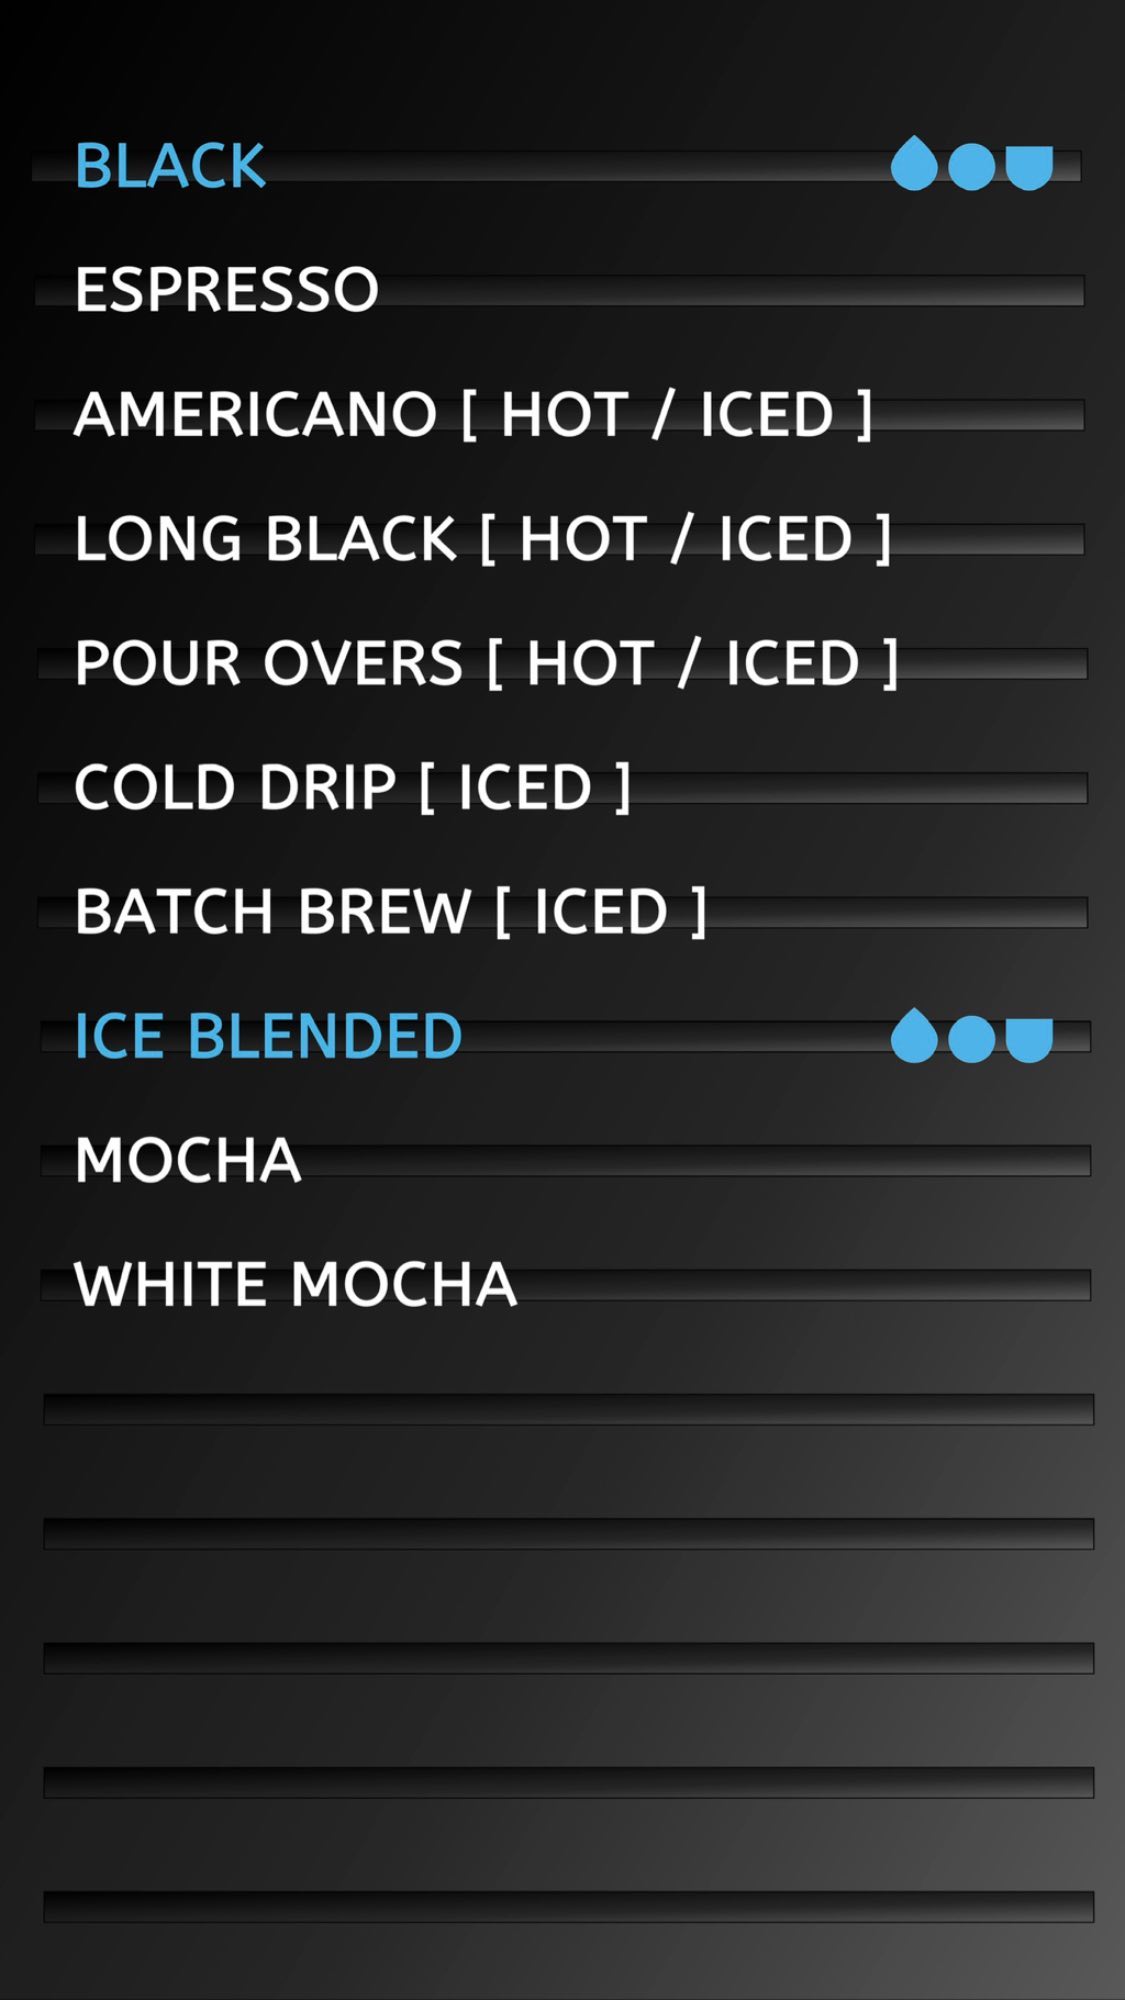 BLACK
ESPRESSO
AMERICANO [ HOT / ICED ]
LONG BLACK [ HOT / ICED ]
POUR OVERS [ HOT / ICED ]
COLD DRIP [ ICED ]
BATCH BREW [ ICED ]
ICE BLENDED
MOCHA
WHITE MOCHA